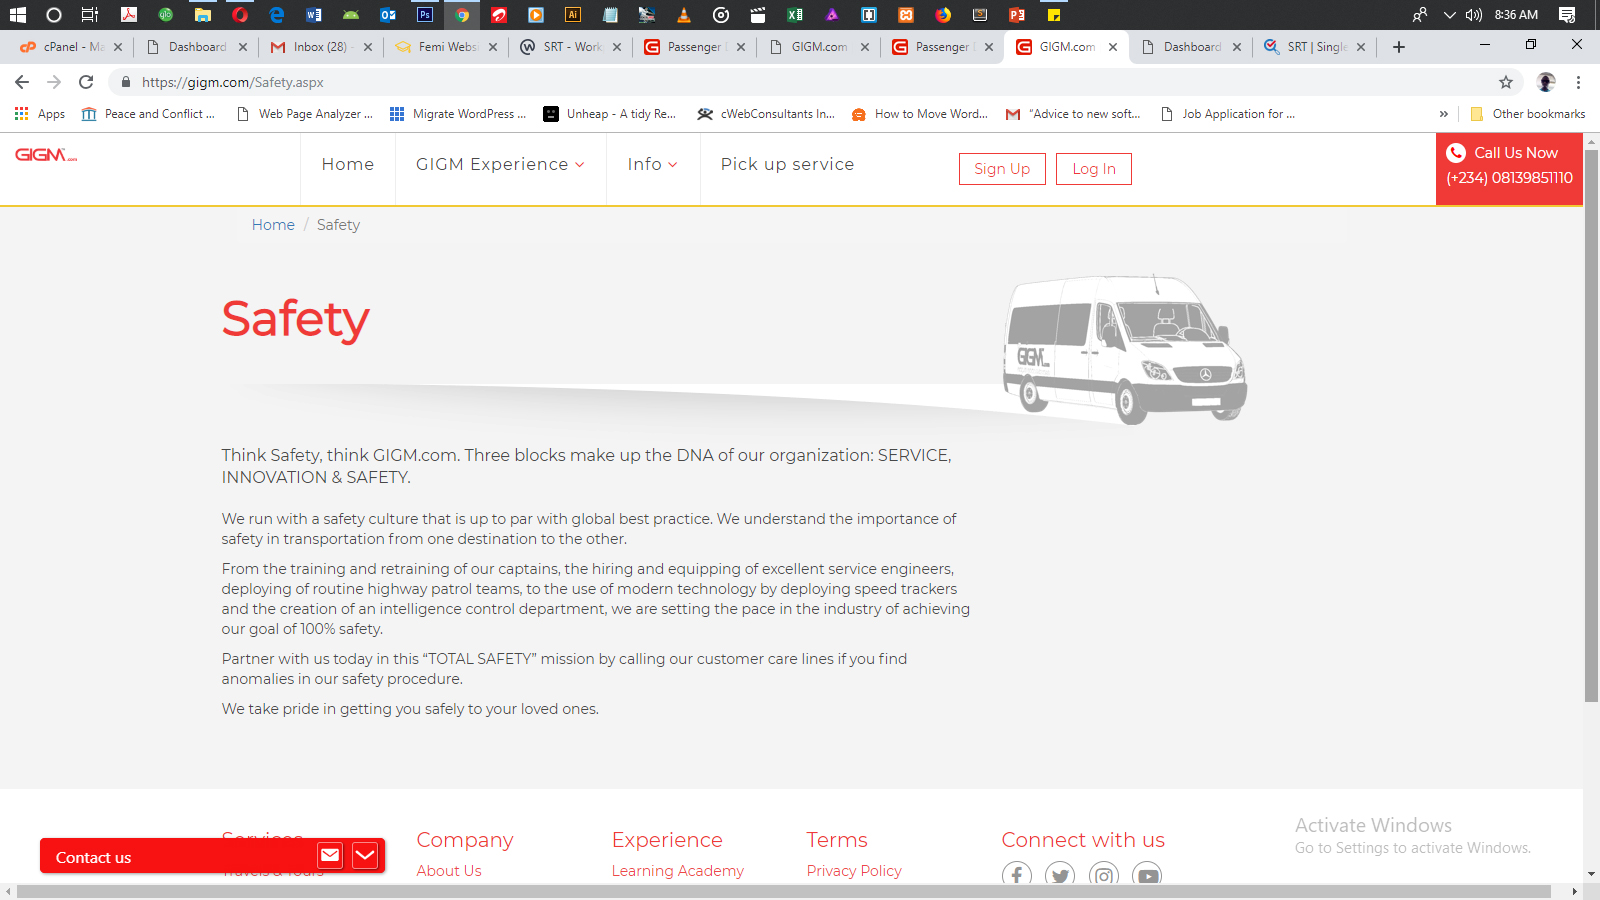 8:36 AM
cPanel - Ma
Dashboard
Inbox (28) -
Femi Websi
SRT - Work
Passenger
GIGM.com
Passenger
GIGM.com
Dashboard
SRT | Single
https://gigm.com/Safety.aspx
Apps
Peace and Conflict ...
Web Page Analyzer ...
Migrate WordPress ...
Unheap - A tidy Re...
cWebConsultants In...
How to Move Word...
"Advice to new soft...
Job Application for ...
» Other bookmarks
GIGM.com
Home
GIGM Experience
Info
Pick up service
Sign Up
Log In
Call Us Now
(+234) 08139851110
Home / Safety
Safety
GIGM
Think Safety, think GIGM.com. Three blocks make up the DNA of our organization: SERVICE,
INNOVATION & SAFETY.
We run with a safety culture that is up to par with global best practice. We understand the importance of
safety in transportation from one destination to the other.
From the training and retraining of our captains, the hiring and equipping of excellent service engineers,
deploying of routine highway patrol teams, to the use of modern technology by deploying speed trackers
and the creation of an intelligence control department, we are setting the pace in the industry of achieving
our goal of 100% safety.
Partner with us today in this “TOTAL SAFETY” mission by calling our customer care lines if you find
anomalies in our safety procedure.
We take pride in getting you safely to your loved ones.
Services
Company
Experience
Terms
Connect with us
Travels & Tours
About Us
Learning Academy
Privacy Policy
Contact us
Activate Windows
Go to Settings to activate Windows.